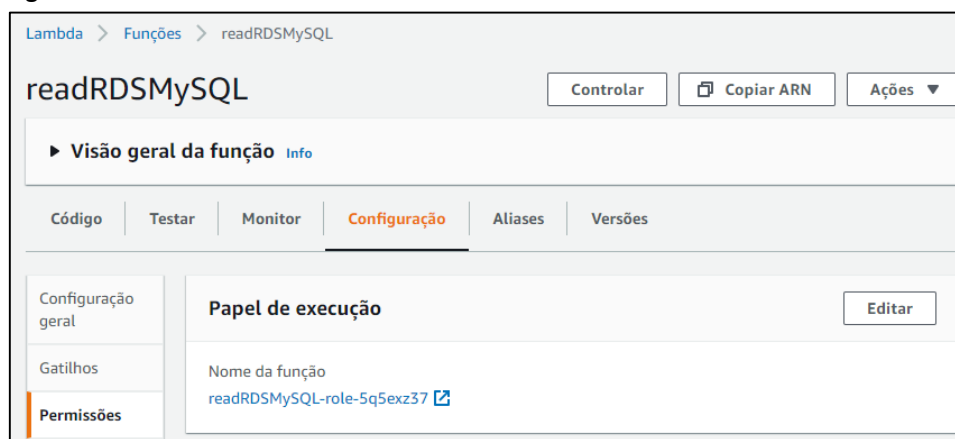 Lambda > Funções > readRDSMySQL
readRDSMySQL
Controlar
Copiar ARN
Ações ▼
▶ Visão geral da função Info
Código
Testar
Monitor
Configuração
Aliases
Versões
Configuração
geral
Gatilhos
Permissões
Papel de execução
Editar
Nome da função
readRDSMySQL-role-5q5exz37